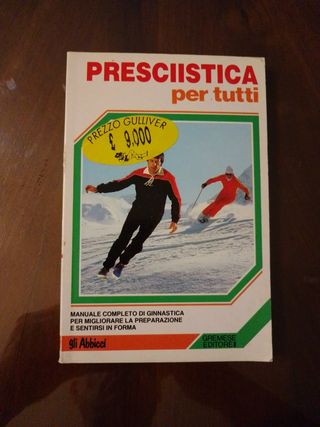 PRESCIISTICA
per tutti
PREZZO GULLIVER
£ 9.000
MANUALE COMPLETO DI GINNASTICA
PER MIGLIORARE LA PREPARAZIONE
E SENTIRSI IN FORMA
gli Abbicci
GREMESE
EDITORE